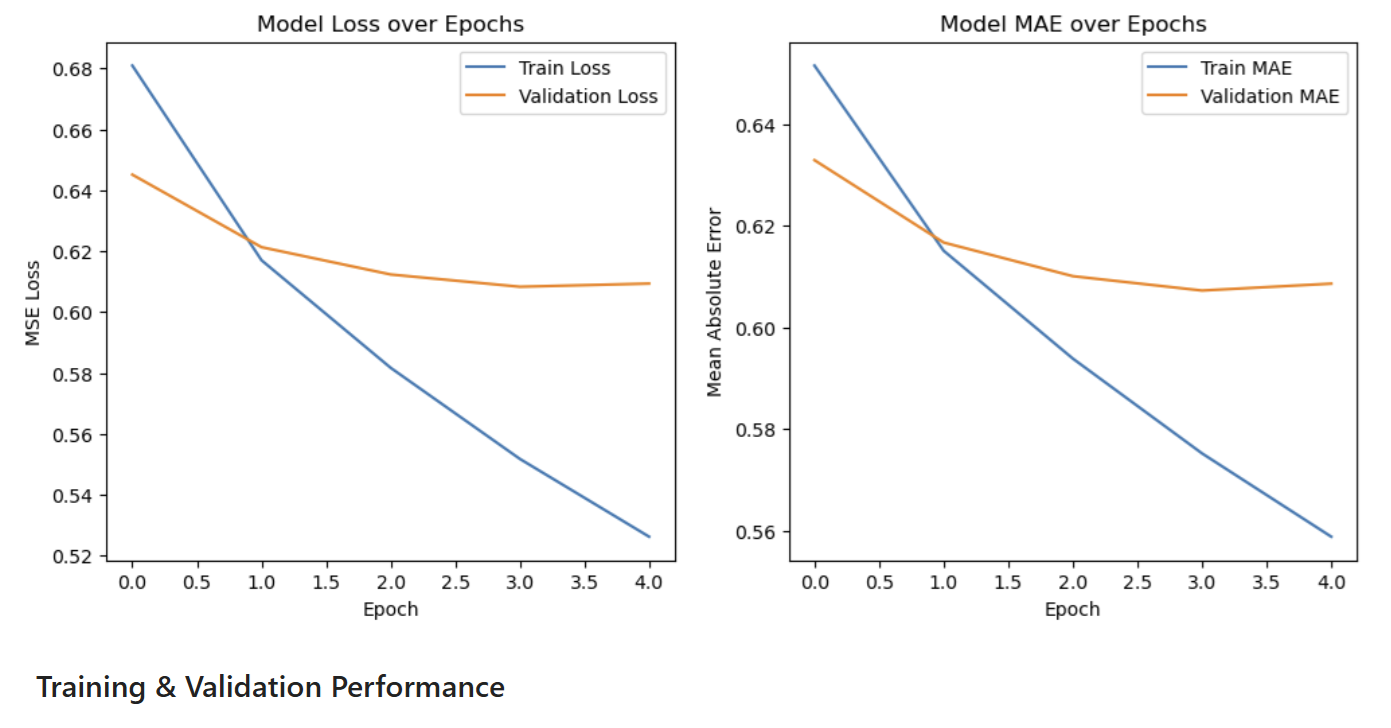 Model Loss over Epochs
Train Loss
Validation Loss
MSE Loss
0.68
0.66
0.64
0.62
0.60
0.58
0.56
0.54
0.52
0.0 0.5 1.0 1.5 2.0 2.5 3.0 3.5 4.0
Epoch
Model MAE over Epochs
Train MAE
Validation MAE
Mean Absolute Error
0.64
0.62
0.60
0.58
0.56
0.0 0.5 1.0 1.5 2.0 2.5 3.0 3.5 4.0
Epoch
Training & Validation Performance